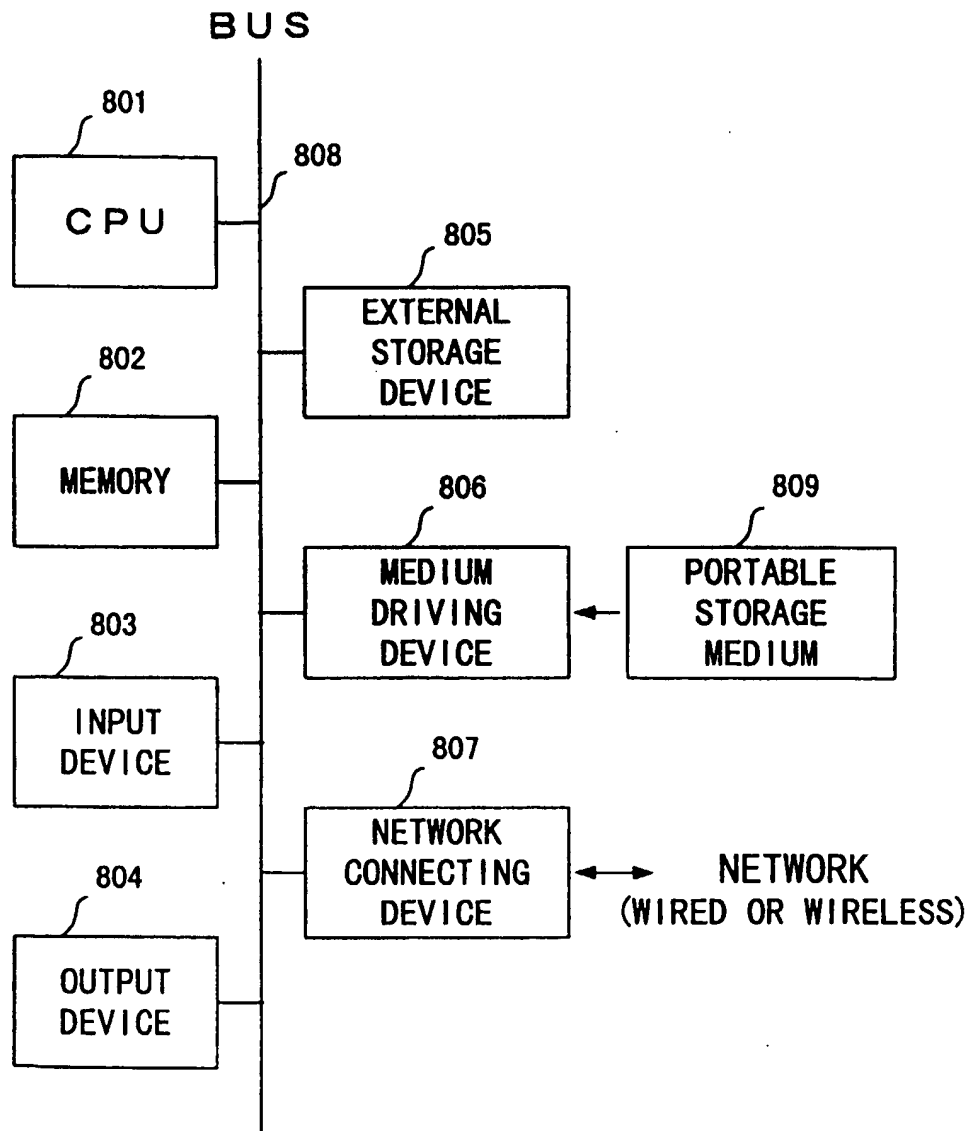 BUS
801
CPU
808
805
EXTERNAL
STORAGE
DEVICE
802
MEMORY
806
MEDIUM
DRIVING
DEVICE
809
PORTABLE
STORAGE
MEDIUM
803
INPUT
DEVICE
807
NETWORK
CONNECTING
DEVICE
NETWORK
(WIRED OR WIRELESS)
804
OUTPUT
DEVICE